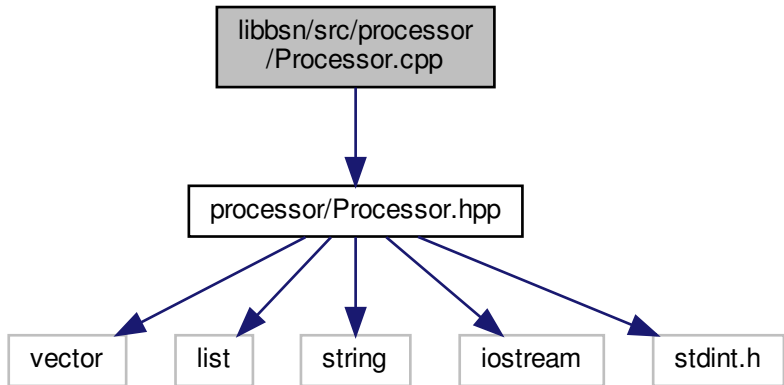 libbsn/src/processor
/Processor.cpp
processor/Processor.hpp
vector
list
string
iostream
stdint.h